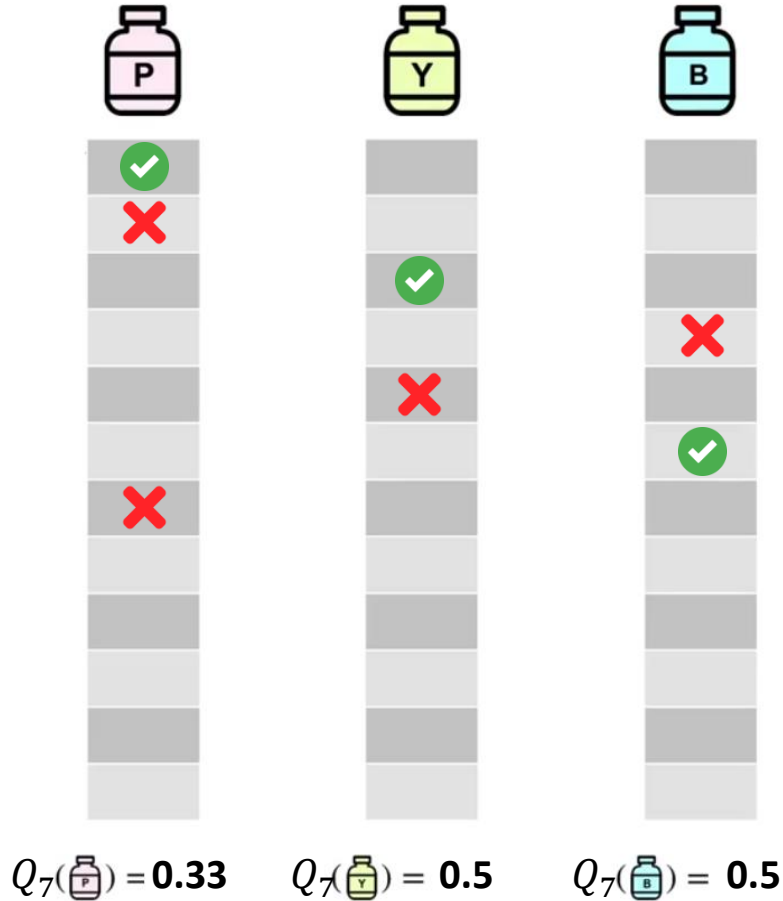 P Y B
Q₇(P) = 0.33 Q₇(Y) = 0.5 Q₇(B) = 0.5